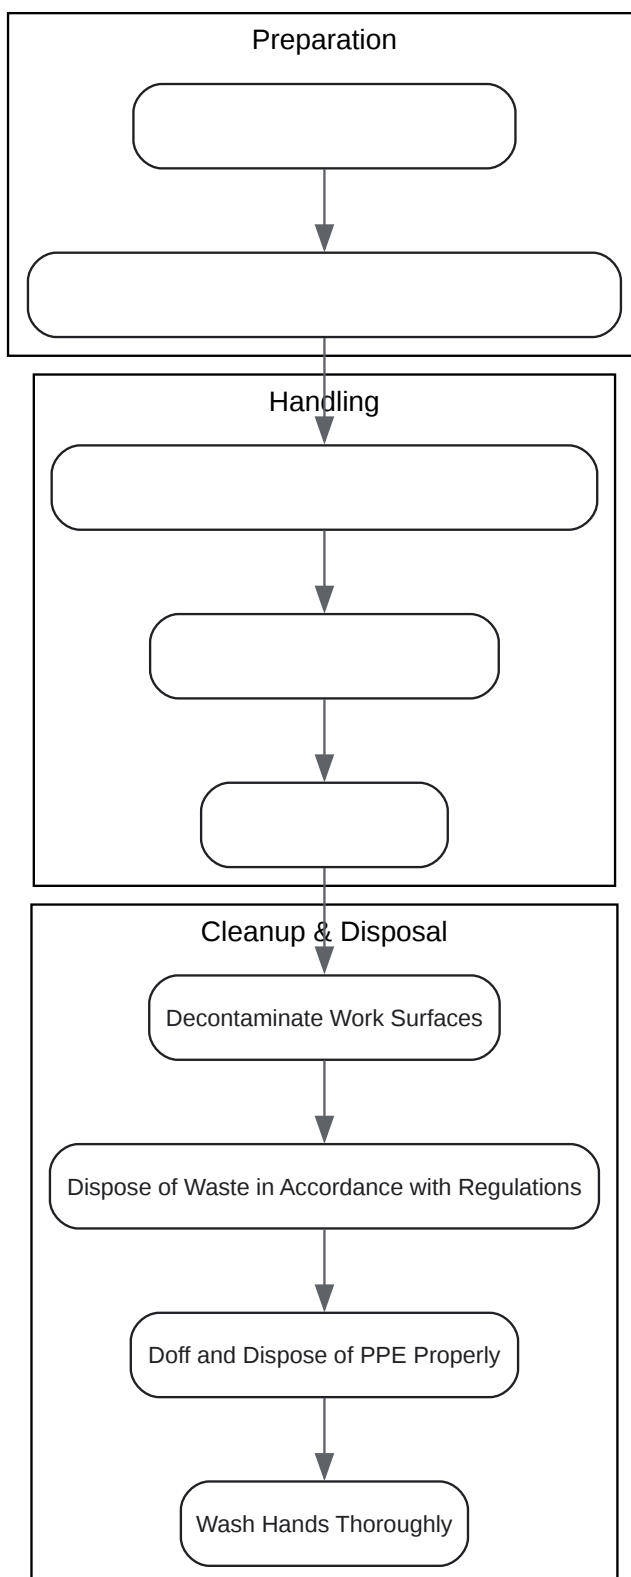 Preparation
Handling
Cleanup & Disposal
Decontaminate Work Surfaces
Dispose of Waste in Accordance with Regulations
Doff and Dispose of PPE Properly
Wash Hands Thoroughly